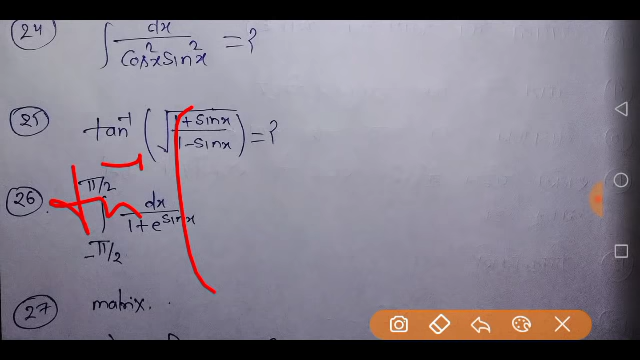 24 ∫ dx / cos²x sin²x = ?
25 tan⁻¹ (√(1+sinx / 1-sinx)) = ?
26. ∫ π/2 -π/2 dx / 1+e^sinx
27 matrix.